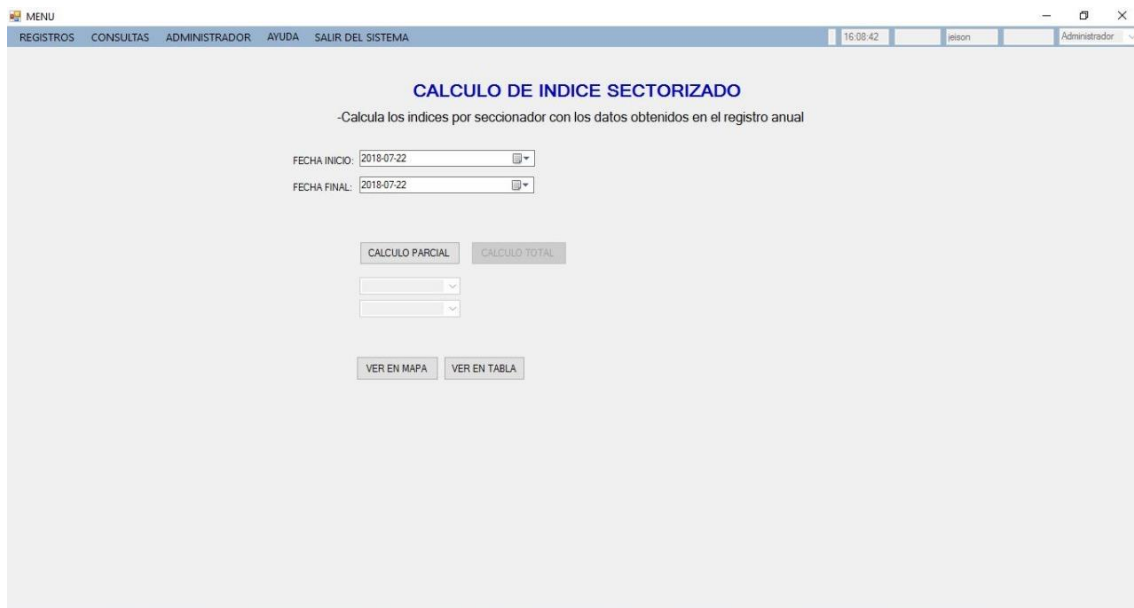 MENU
REGISTROS CONSULTAS ADMINISTRADOR AYUDA SALIR DEL SISTEMA 16:08:42 jeison Administrador
CALCULO DE INDICE SECTORIZADO
-Calcula los indices por seccionador con los datos obtenidos en el registro anual
FECHA INICIO: 2018-07-22
FECHA FINAL: 2018-07-22
CALCULO PARCIAL CALCULO TOTAL
VER EN MAPA VER EN TABLA